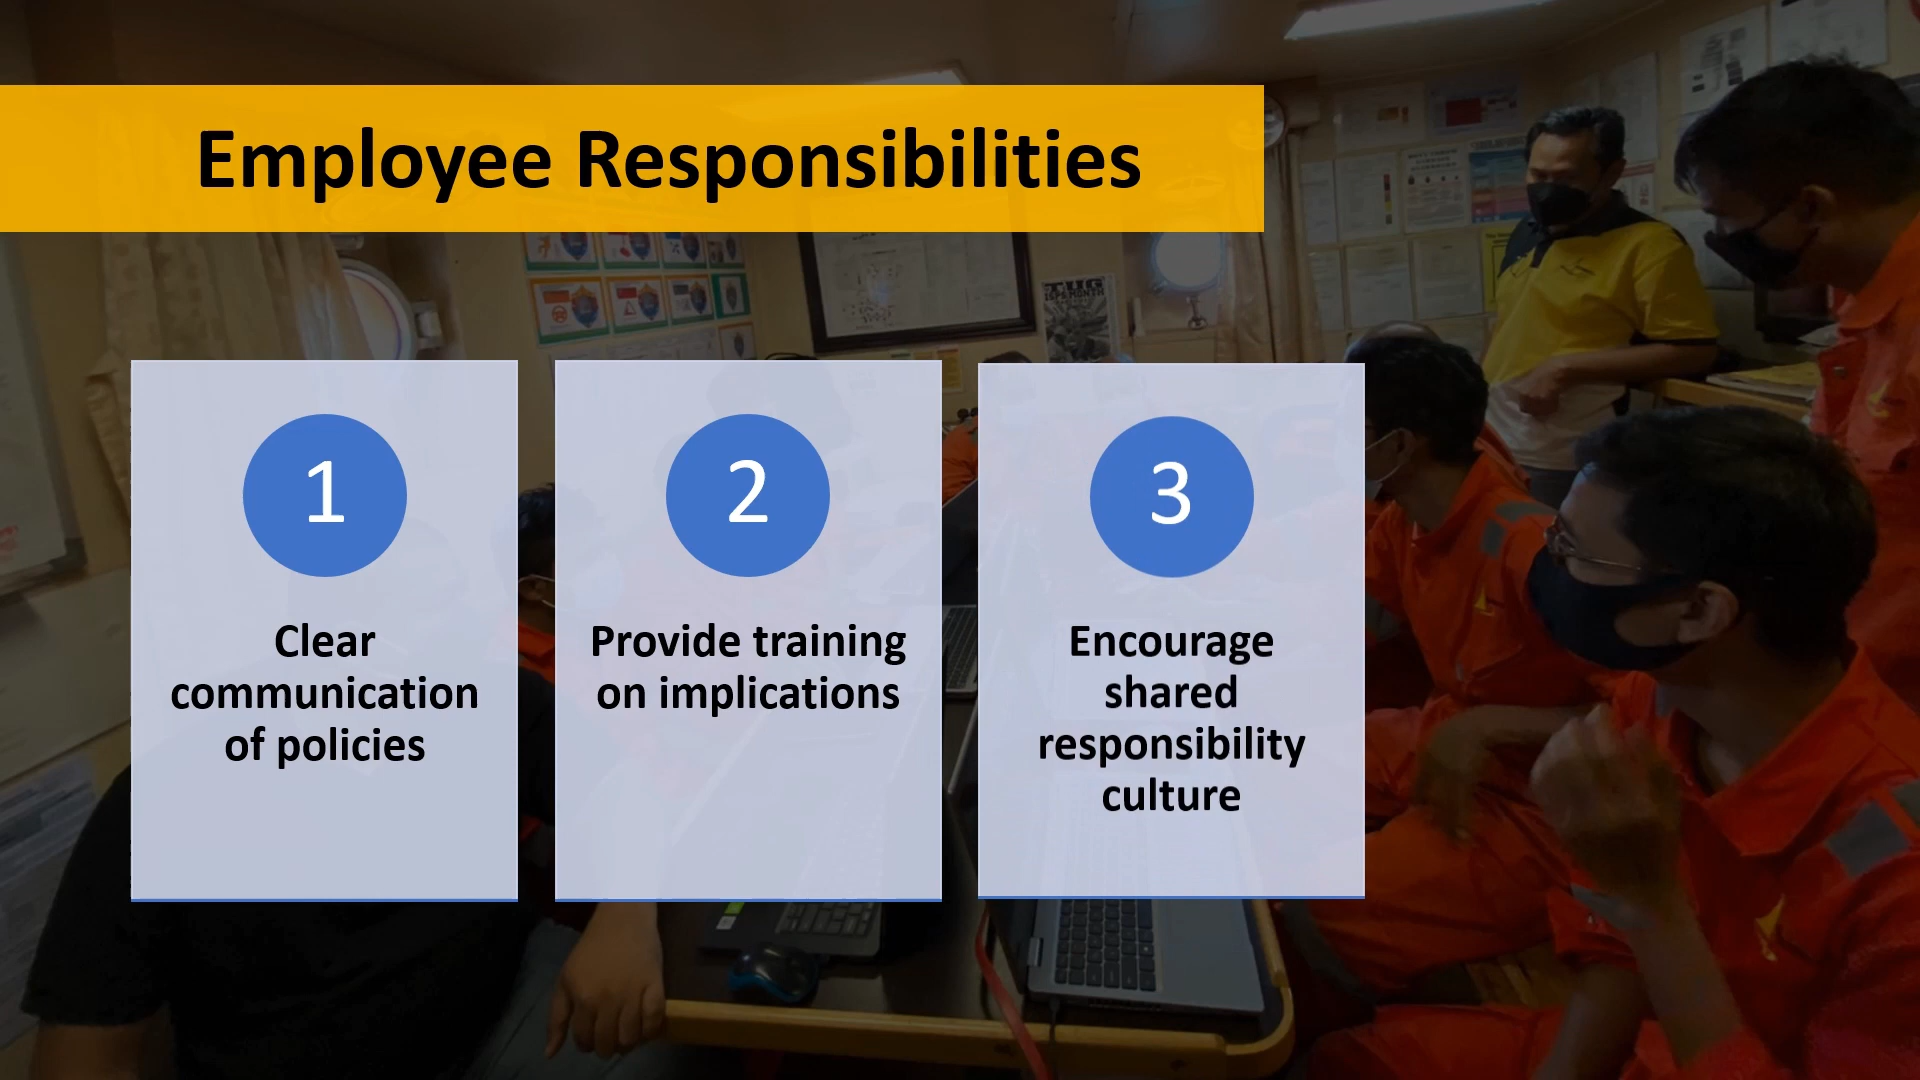 Employee Responsibilities
1
Clear
communication
of policies
2
Provide training
on implications
3
Encourage
shared
responsibility
culture